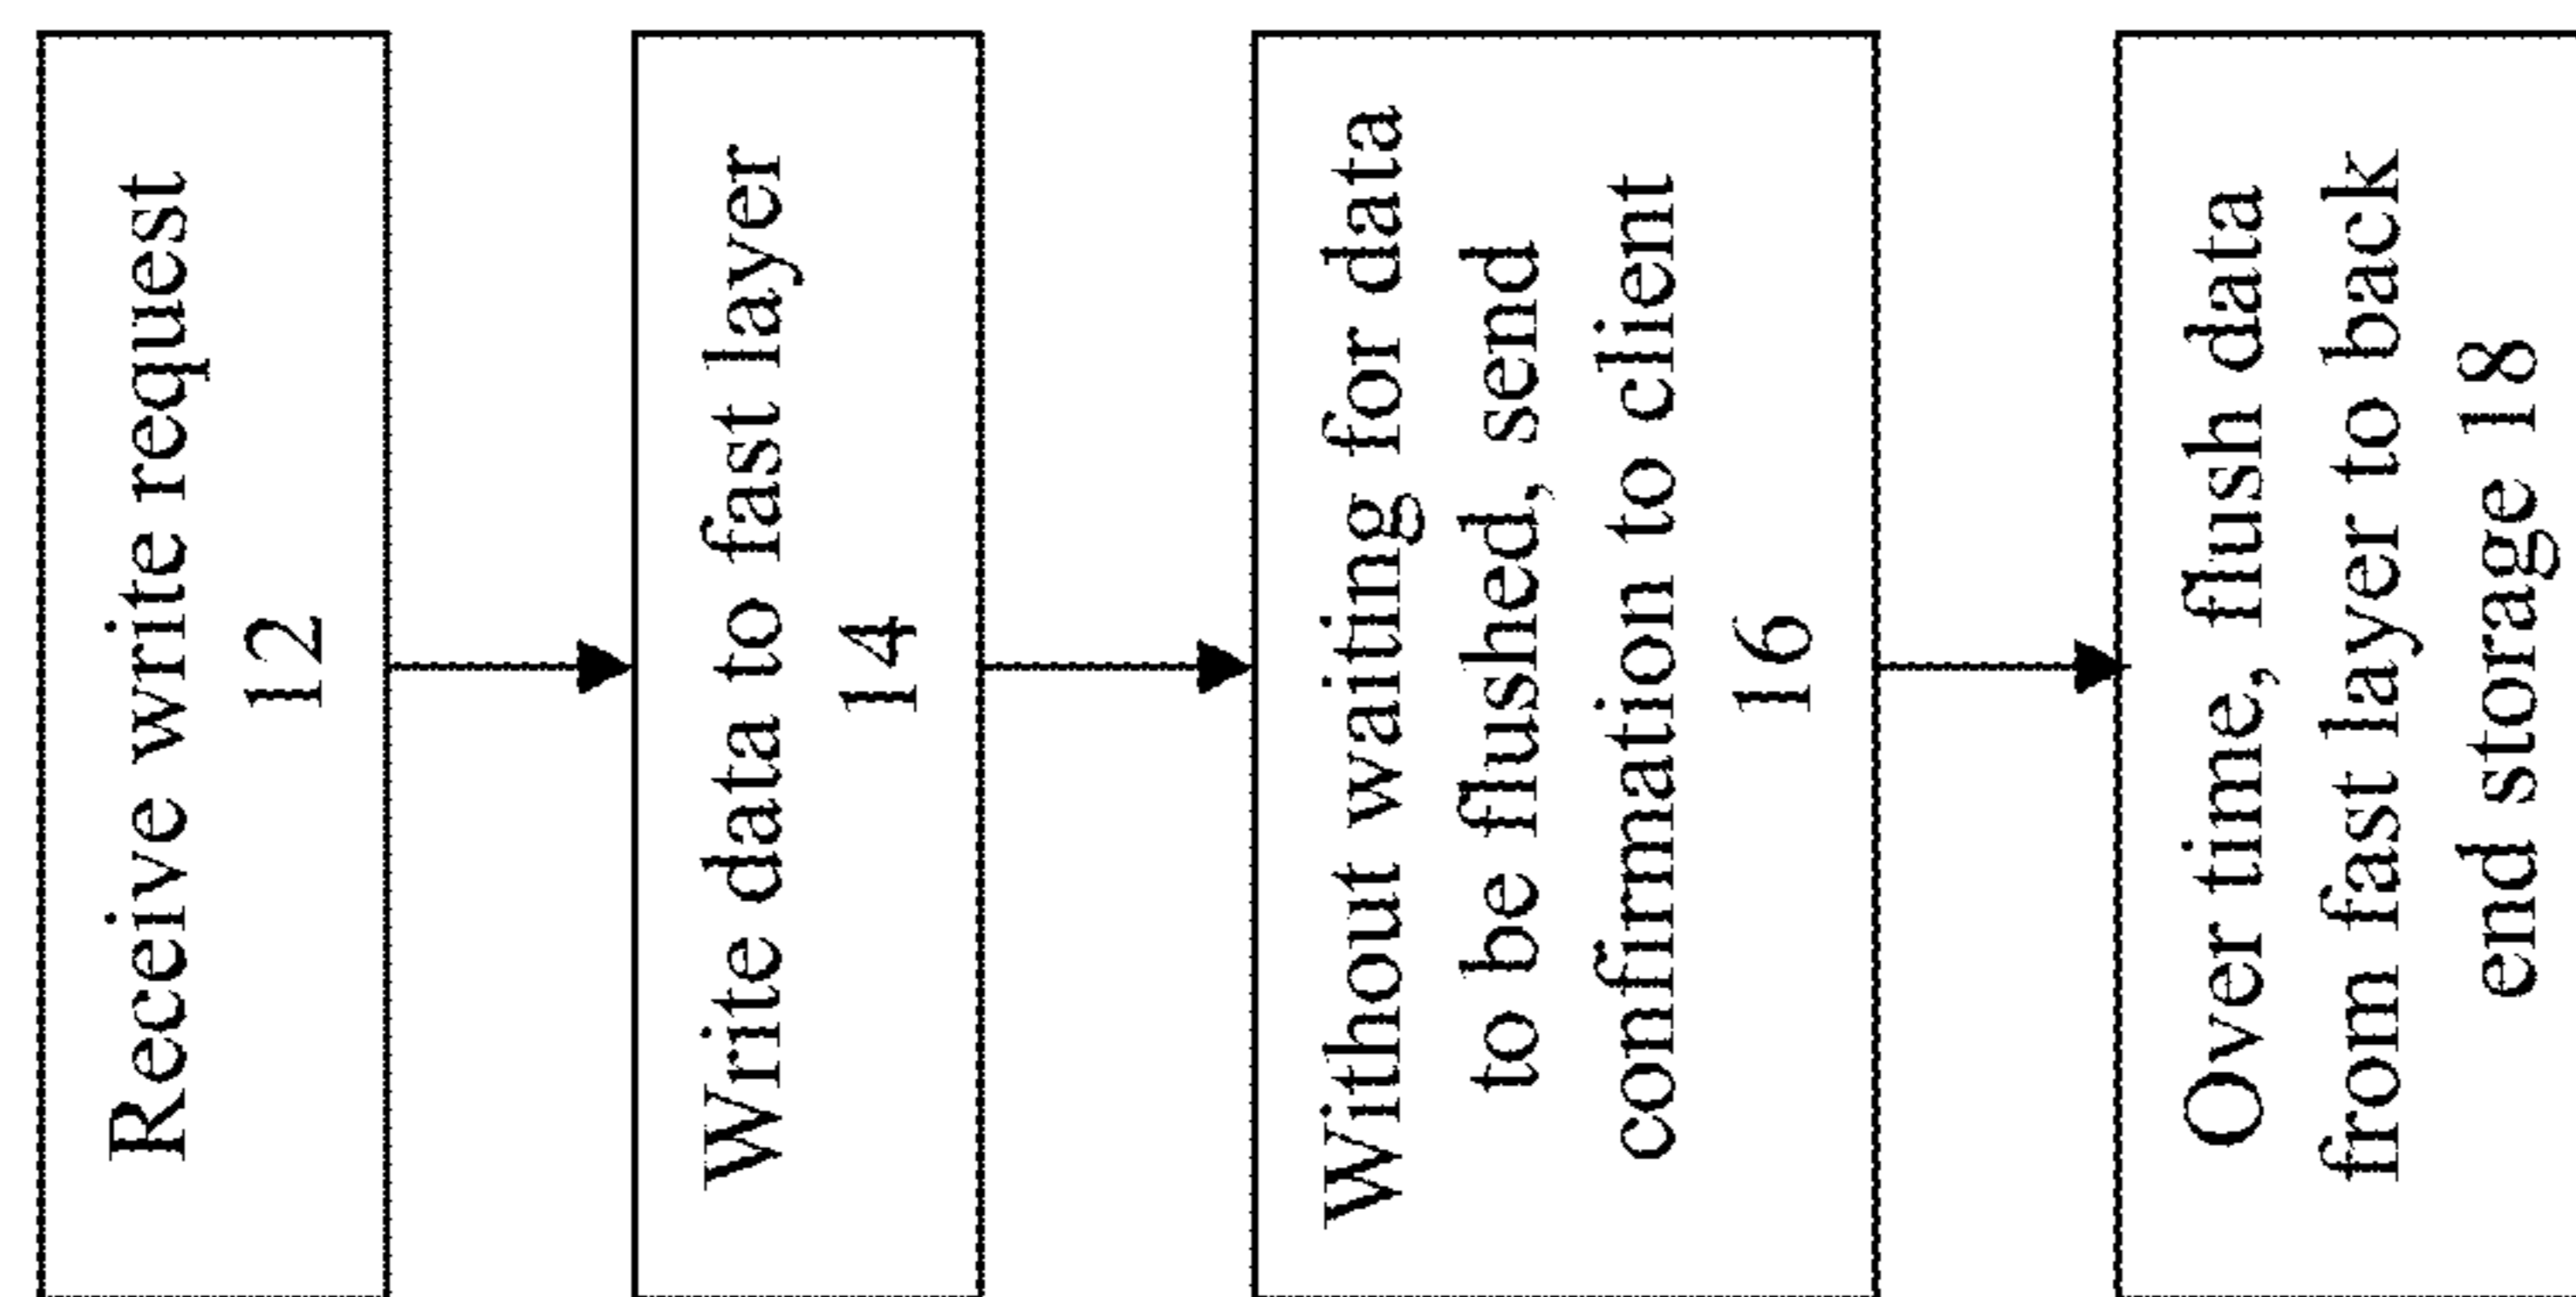 Receive write request
12
Write data to fast layer
14
Without waiting for data
to be flushed, send
confirmation to client
16
Over time, flush data
from fast layer to back
end storage 18